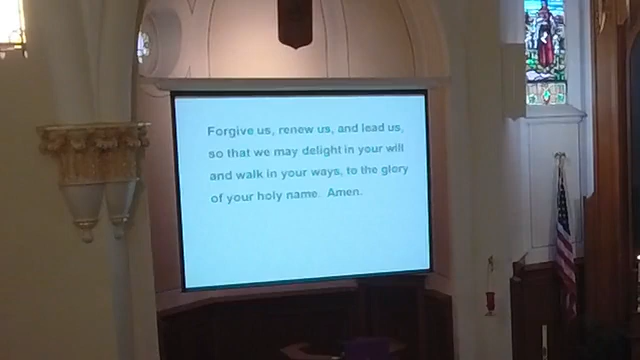 Forgive us, renew us, and lead us,
so that we may delight in your will
and walk in your ways, to the glory
of your holy name. Amen.